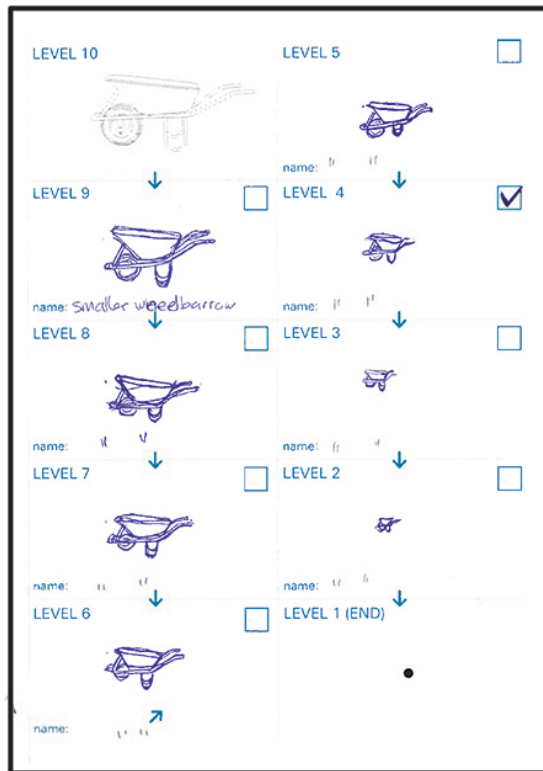 LEVEL 10
LEVEL 9
name: smaller weeelbarrow
LEVEL 8
name: " "
LEVEL 7
name: " "
LEVEL 6
name: " "
LEVEL 5
name: " "
LEVEL 4
name: " "
LEVEL 3
name: " "
LEVEL 2
name: " "
LEVEL 1 (END)